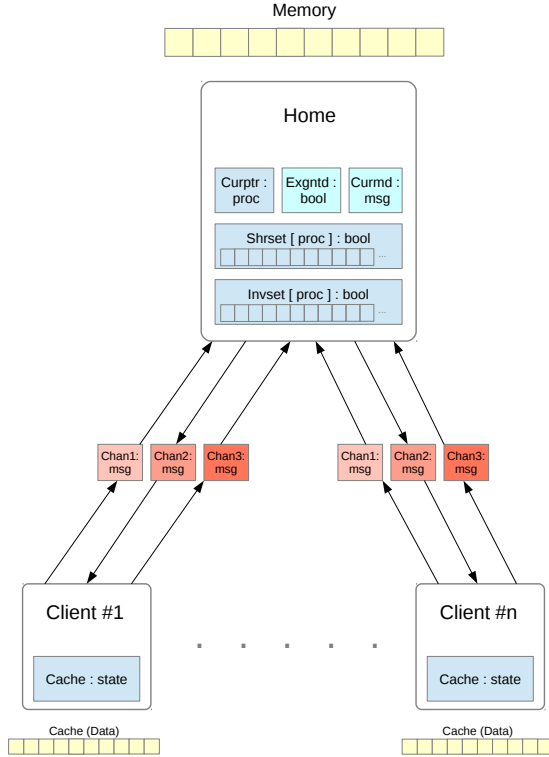 Memory
Home
Curptr :
proc
Exgntd :
bool
Curmd :
msg
Shrset [ proc ] : bool
...
Invset [ proc ] : bool
...
Chan1:
msg
Chan2:
msg
Chan3:
msg
Chan1:
msg
Chan2:
msg
Chan3:
msg
Client #1
Cache : state
Cache (Data)
. . . . .
Client #n
Cache : state
Cache (Data)